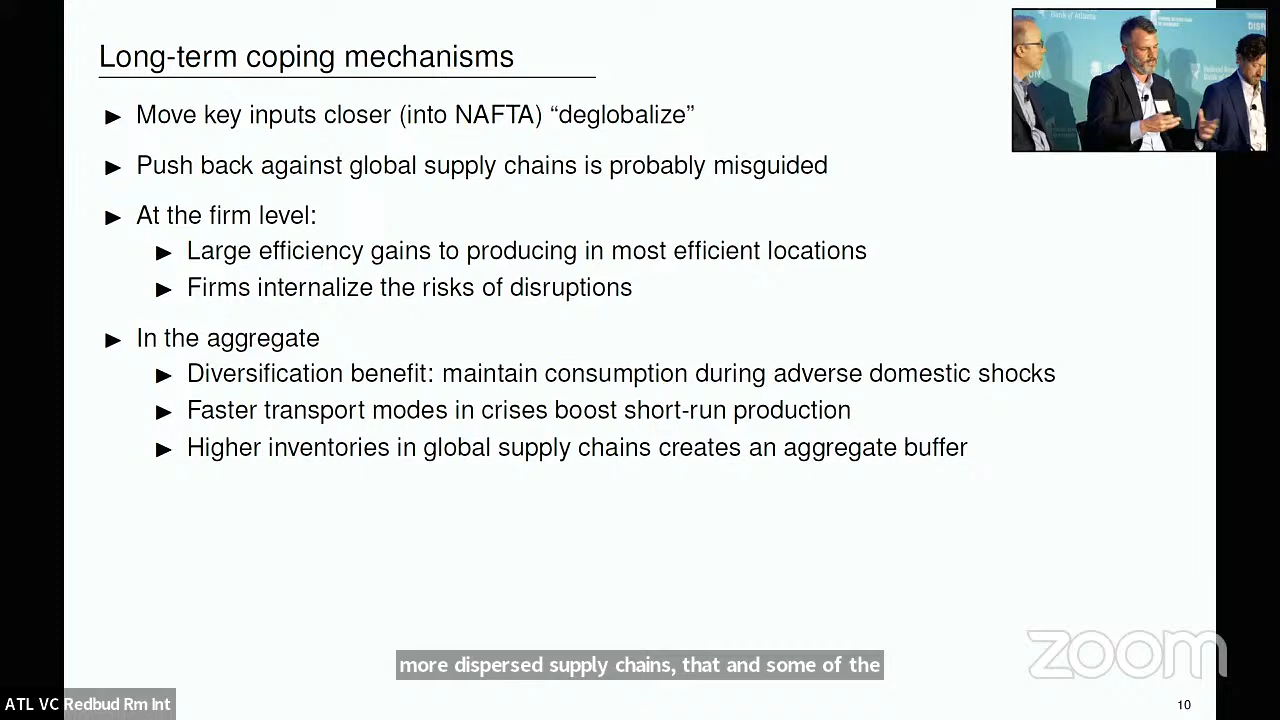 Long-term coping mechanisms
Bank of Atlanta
▶ Move key inputs closer (into NAFTA) “deglobalize”
▶ Push back against global supply chains is probably misguided
▶ At the firm level:
▶ Large efficiency gains to producing in most efficient locations
▶ Firms internalize the risks of disruptions
▶ In the aggregate
▶ Diversification benefit: maintain consumption during adverse domestic shocks
▶ Faster transport modes in crises boost short-run production
▶ Higher inventories in global supply chains creates an aggregate buffer
zoom
more dispersed supply chains, that and some of the
ATL VC Redbud Rm Int
10